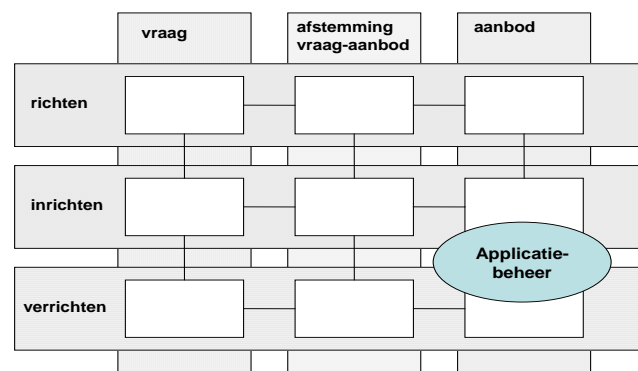 vraag
afstemming
vraag-aanbod
aanbod
richten
inrichten
Applicatie-
beheer
verrichten